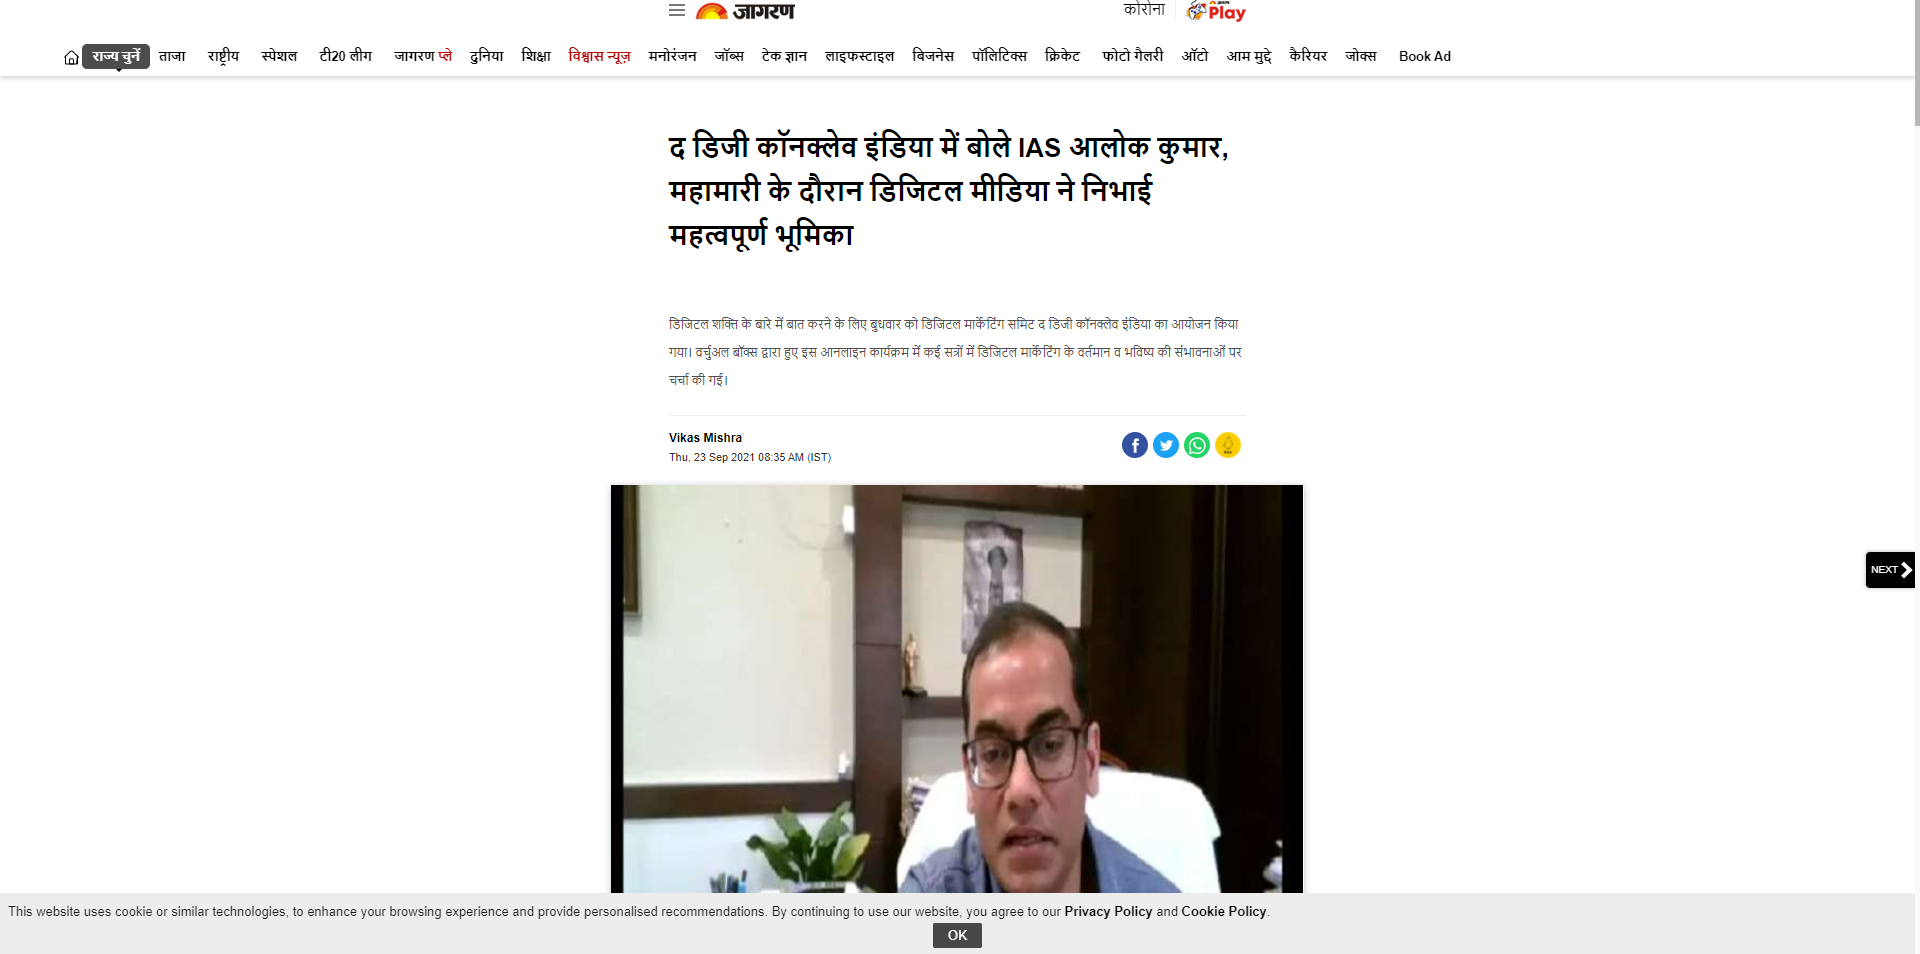 जागरण
कोरोना
Play
राज्य चुनें ताजा राष्ट्रीय स्पेशल टी20 लीग जागरण प्ले दुनिया शिक्षा विश्वास न्यूज़ मनोरंजन जॉब्स टेक ज्ञान लाइफस्टाइल बिजनेस पॉलिटिक्स क्रिकेट फोटो गैलरी ऑटो आम मुद्दे कैरियर जोक्स Book Ad
द डिजी कॉनक्लेव इंडिया में बोले IAS आलोक कुमार,
महामारी के दौरान डिजिटल मीडिया ने निभाई
महत्वपूर्ण भूमिका
डिजिटल शक्ति के बारे में बात करने के लिए बुधवार को डिजिटल मार्केटिंग समिट द डिजी कॉनक्लेव इंडिया का आयोजन किया
गया। वर्चुअल बॉक्स द्वारा हुए इस आनलाइन कार्यक्रम में कई सत्रों में डिजिटल मार्केटिंग के वर्तमान व भविष्य की संभावनाओं पर
चर्चा की गई।
Vikas Mishra
Thu, 23 Sep 2021 08:35 AM (IST)
NEXT
This website uses cookie or similar technologies, to enhance your browsing experience and provide personalised recommendations. By continuing to use our website, you agree to our Privacy Policy and Cookie Policy.
OK